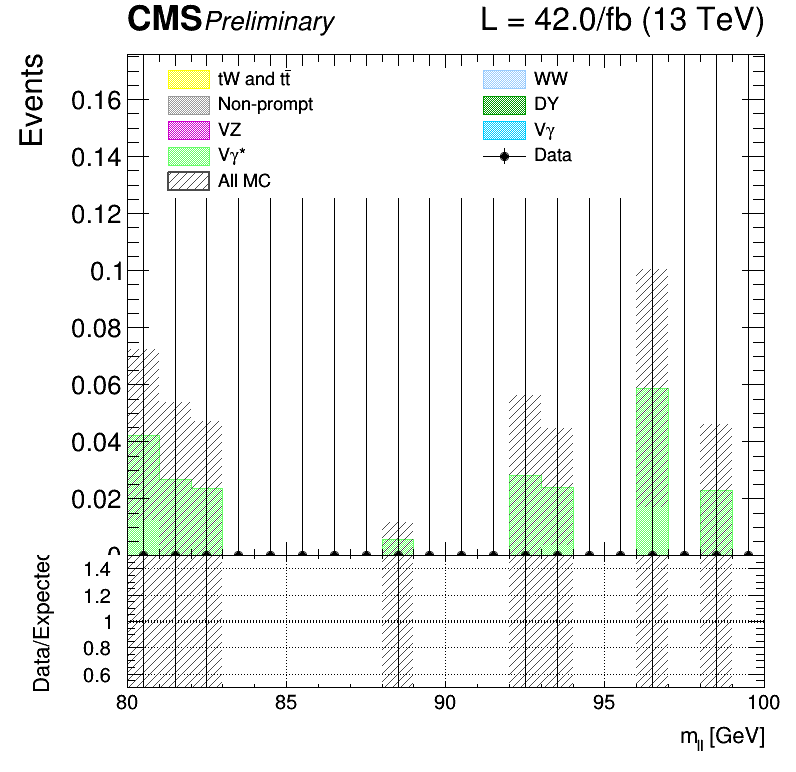 CMS Preliminary L = 42.0/fb (13 TeV)
Events
tW and tt̄
WW
Non-prompt
DY
VZ
Vγ
Vγ*
Data
All MC
0.16
0.14
0.12
0.1
0.08
0.06
0.04
0.02
0
Data/Expected
1.4
1.2
1
0.8
0.6
80 85 90 95 100
m_ll [GeV]